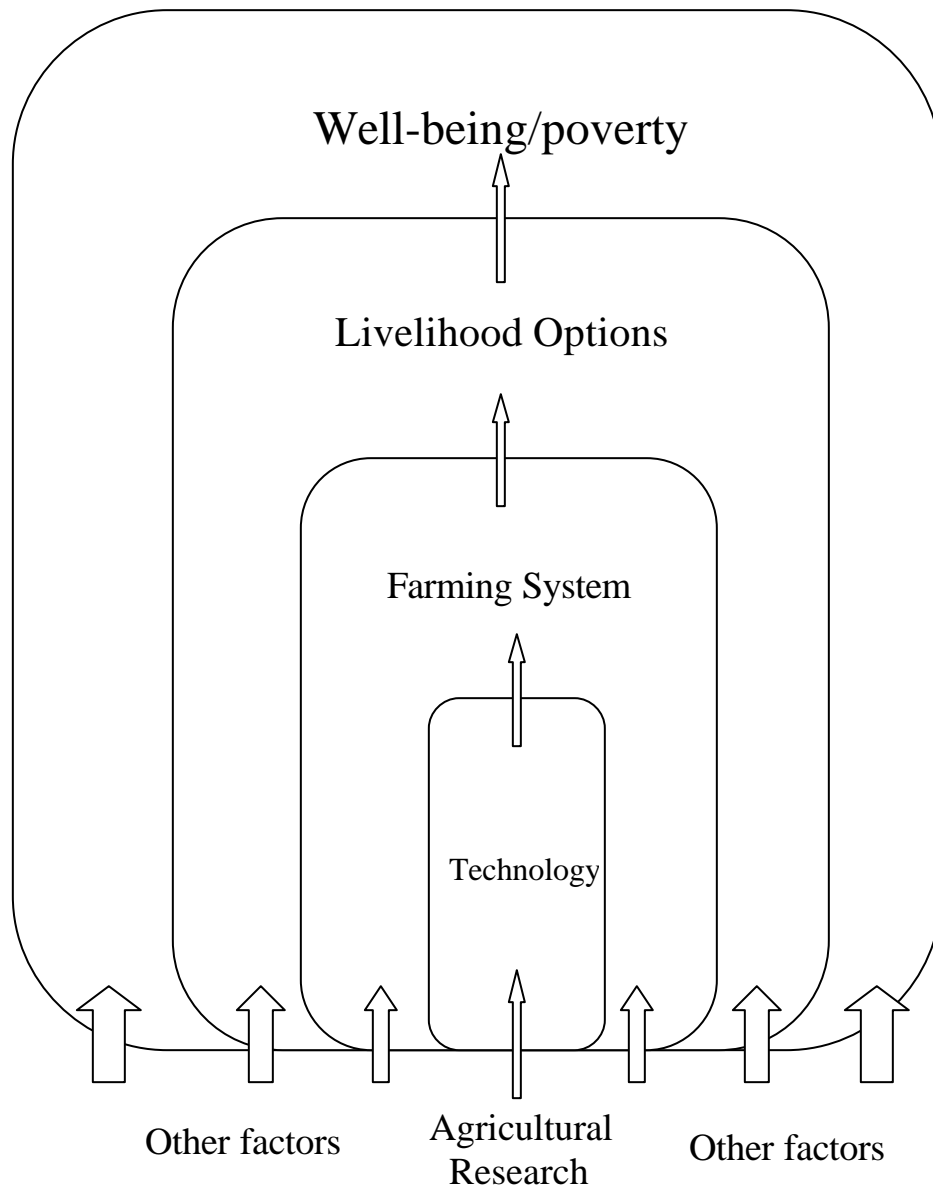 Well-being/poverty
Livelihood Options
Farming System
Technology
Other factors
Agricultural
Research
Other factors